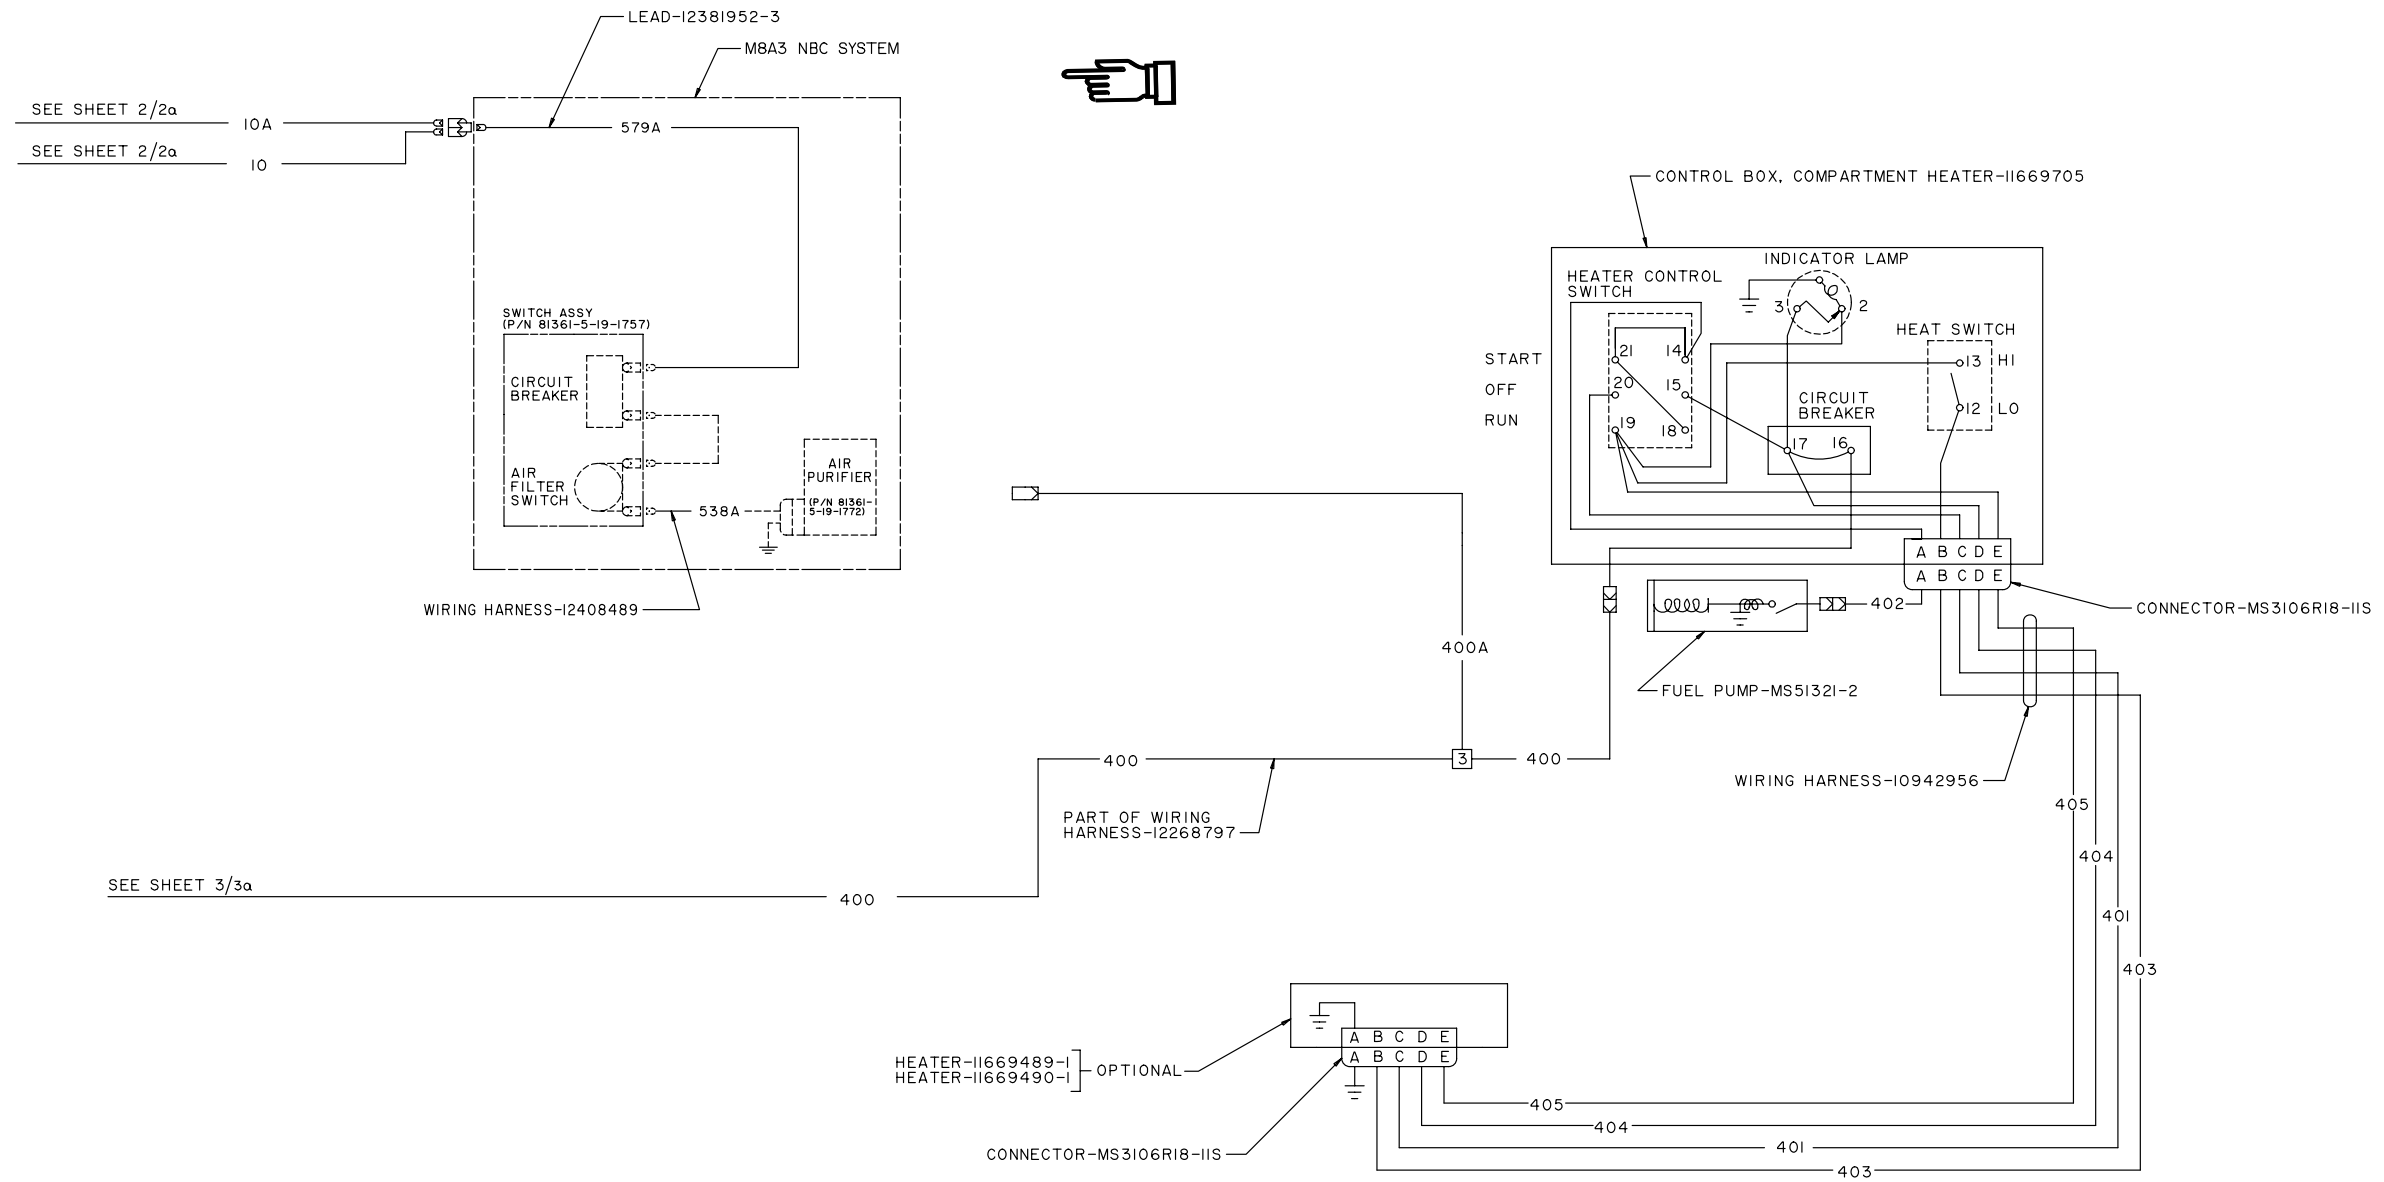 LEAD-12381952-3
M8A3 NBC SYSTEM
SEE SHEET 2/2a
10A
579A
SEE SHEET 2/2a
10
SWITCH ASSY
(P/N 81361-5-19-1757)
CIRCUIT
BREAKER
AIR
FILTER
SWITCH
538A
AIR
PURIFIER
(P/N 81361-
5-19-1772)
WIRING HARNESS-12408489
CONTROL BOX, COMPARTMENT HEATER-11669705
INDICATOR LAMP
HEATER CONTROL
SWITCH
3
2
HEAT SWITCH
START
21
14
13
HI
OFF
20
15
CIRCUIT
BREAKER
12
LO
RUN
19
18
17
16
A B C D E
A B C D E
402
CONNECTOR-MS3106R18-11S
400A
FUEL PUMP-MS51321-2
400
3
400
WIRING HARNESS-10942956
PART OF WIRING
HARNESS-12268797
405
404
401
403
SEE SHEET 3/3a
400
A B C D E
A B C D E
HEATER-11669489-1
HEATER-11669490-1
OPTIONAL
CONNECTOR-MS3106R18-11S
405
404
401
403